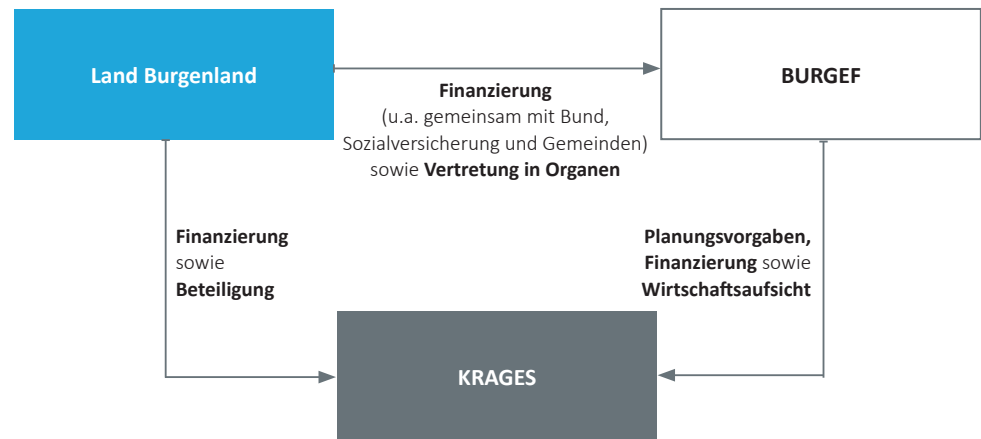 Land Burgenland
BURGEF
Finanzierung
(u.a. gemeinsam mit Bund,
Sozialversicherung und Gemeinden)
sowie Vertretung in Organen
Finanzierung
sowie
Beteiligung
Planungsvorgaben,
Finanzierung sowie
Wirtschaftsaufsicht
KRAGES